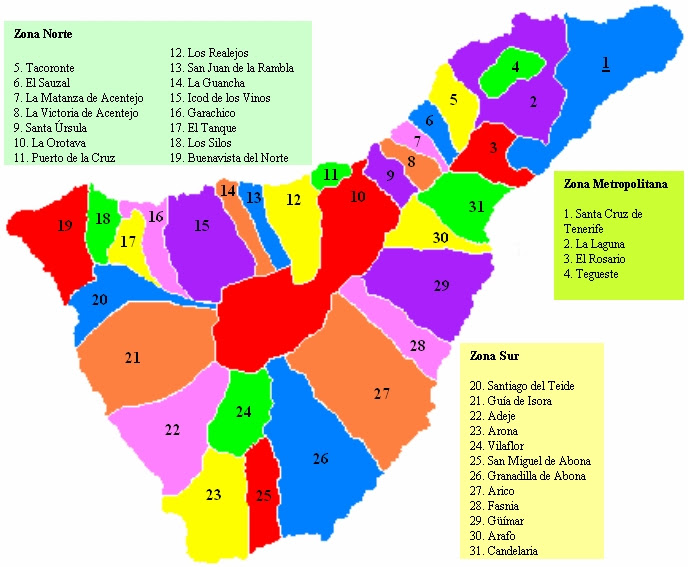 Zona Norte
5. Tacoronte
6. El Sauzal
7. La Matanza de Acentejo
8. La Victoria de Acentejo
9. Santa Úrsula
10. La Orotava
11. Puerto de la Cruz
12. Los Realejos
13. San Juan de la Rambla
14. La Guancha
15. Icod de los Vinos
16. Garachico
17. El Tanque
18. Los Silos
19. Buenavista del Norte
Zona Metropolitana
1. Santa Cruz de
Tenerife
2. La Laguna
3. El Rosario
4. Tegueste
Zona Sur
20. Santiago del Teide
21. Guía de Isora
22. Adeje
23. Arona
24. Vilaflor
25. San Miguel de Abona
26. Granadilla de Abona
27. Arico
28. Fasnia
29. Güímar
30. Arafo
31. Candelaria
1
2
3
4
5
6
7
8
9
10
11
12
13
14
15
16
17
18
19
20
21
22
23
24
25
26
27
28
29
30
31